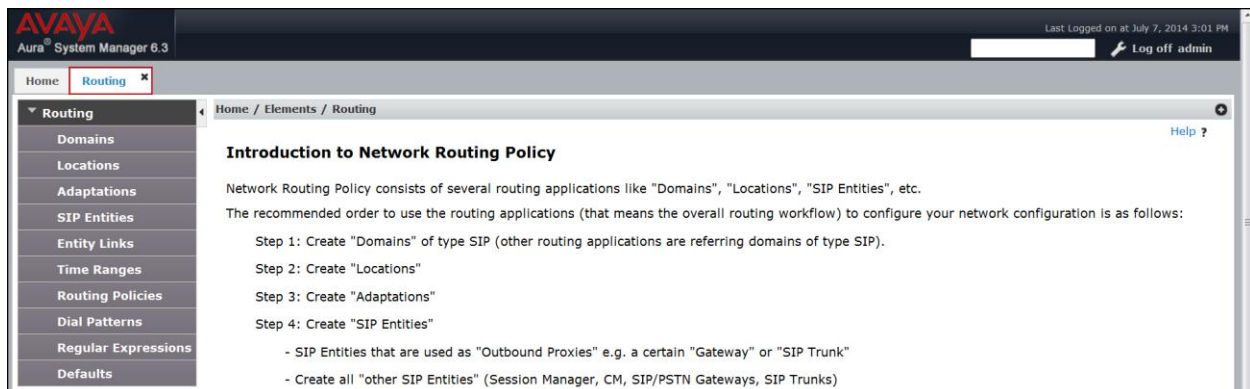 AVAYA
Aura® System Manager 6.3
Last Logged on at July 7, 2014 3:01 PM
Log off admin
Home
Routing ✖
Routing
Domains
Locations
Adaptations
SIP Entities
Entity Links
Time Ranges
Routing Policies
Dial Patterns
Regular Expressions
Defaults
Home / Elements / Routing
Help ?
Introduction to Network Routing Policy
Network Routing Policy consists of several routing applications like "Domains", "Locations", "SIP Entities", etc.
The recommended order to use the routing applications (that means the overall routing workflow) to configure your network configuration is as follows:
Step 1: Create "Domains" of type SIP (other routing applications are referring domains of type SIP).
Step 2: Create "Locations"
Step 3: Create "Adaptations"
Step 4: Create "SIP Entities"
- SIP Entities that are used as "Outbound Proxies" e.g. a certain "Gateway" or "SIP Trunk"
- Create all "other SIP Entities" (Session Manager, CM, SIP/PSTN Gateways, SIP Trunks)